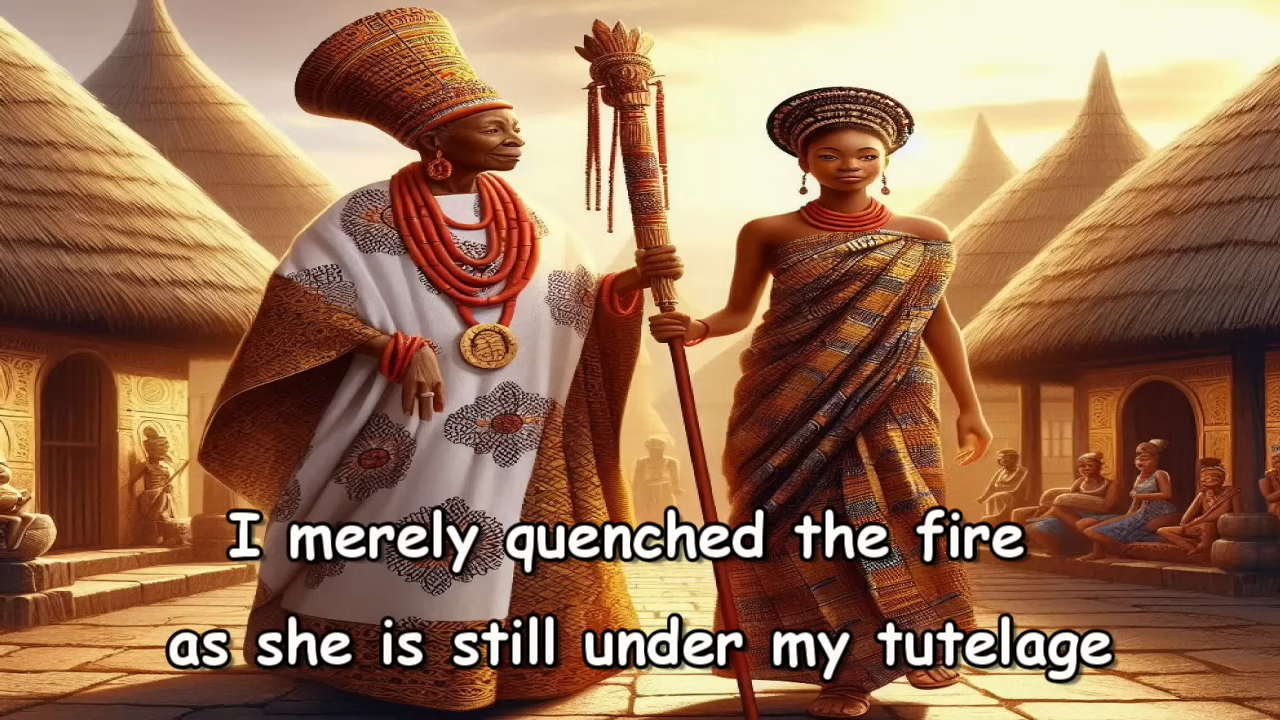 I merely quenched the fire
as she is still under my tutelage